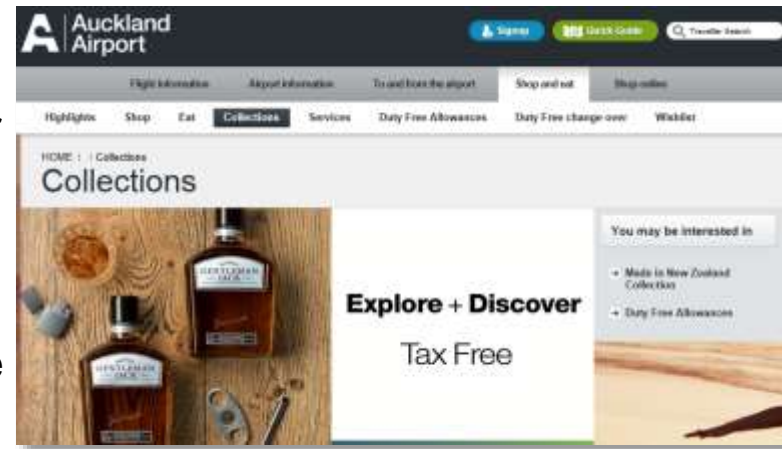 Auckland
Airport
Signup
Quick Guide
Traveller Search
Flight Information
Airport Information
To and from the airport
Shop and eat
Shop online
Highlights
Shop
Eat
Collections
Services
Duty Free Allowances
Duty Free change over
Wishlist
HOME : : Collections
Collections
You may be interested in
→ Made in New Zealand
Collection
→ Duty Free Allowances
GENTLEMAN
JACK
GENTLEMAN
JACK
Explore + Discover
Tax Free
e